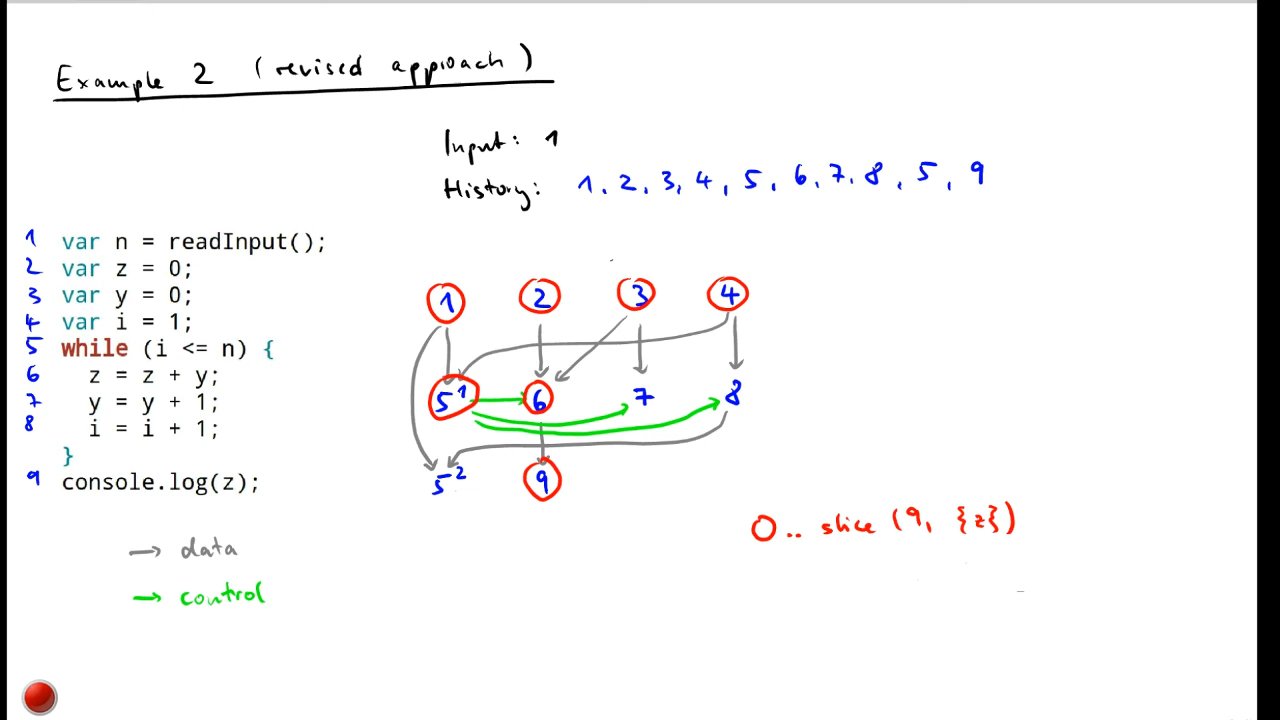 Example 2 (revised approach)
Input: 1
History: 1, 2, 3, 4, 5, 6, 7, 8, 5, 9
1 var n = readInput();
2 var z = 0;
3 var y = 0;
4 var i = 1;
5 while (i <= n) {
6 z = z + y;
7 y = y + 1;
8 i = i + 1;
}
9 console.log(z);
1 2 3 4
5¹ 6 7 8
5² 9
O.. slice (9, {z})
→ data
→ control